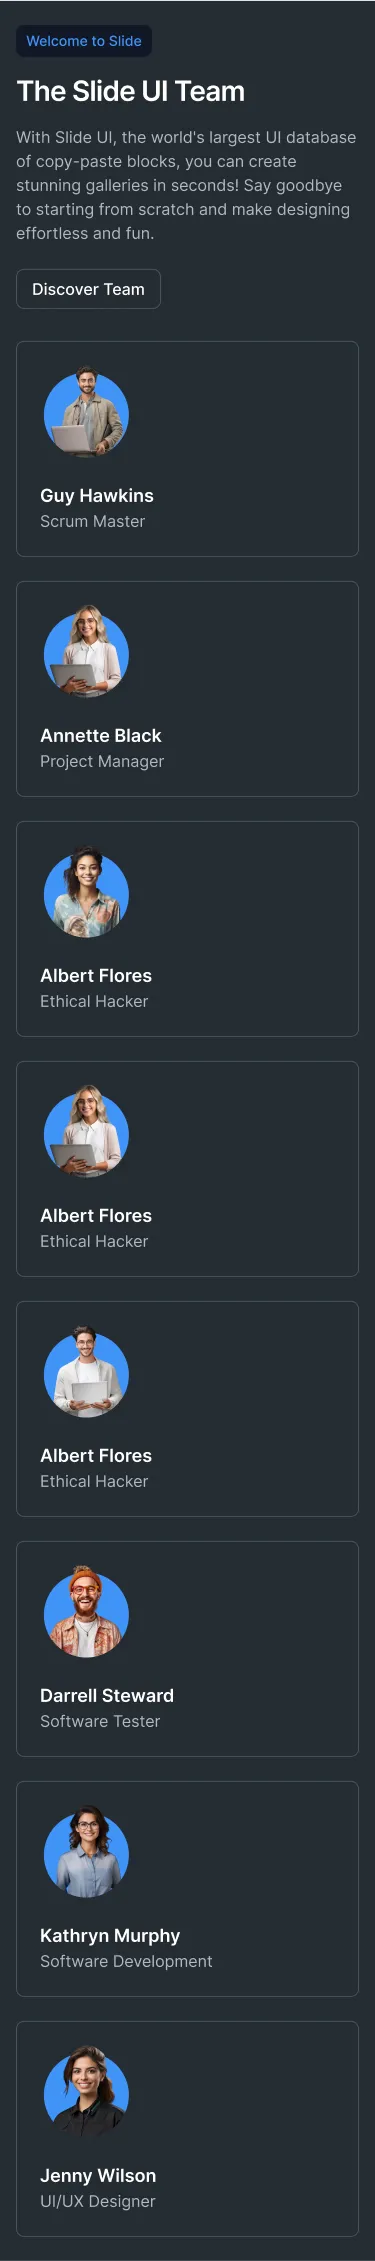 Welcome to Slide
The Slide UI Team
With Slide UI, the world's largest UI database
of copy-paste blocks, you can create
stunning galleries in seconds! Say goodbye
to starting from scratch and make designing
effortless and fun.
Discover Team
Guy Hawkins
Scrum Master
Annette Black
Project Manager
Albert Flores
Ethical Hacker
Albert Flores
Ethical Hacker
Albert Flores
Ethical Hacker
Darrell Steward
Software Tester
Kathryn Murphy
Software Development
Jenny Wilson
UI/UX Designer